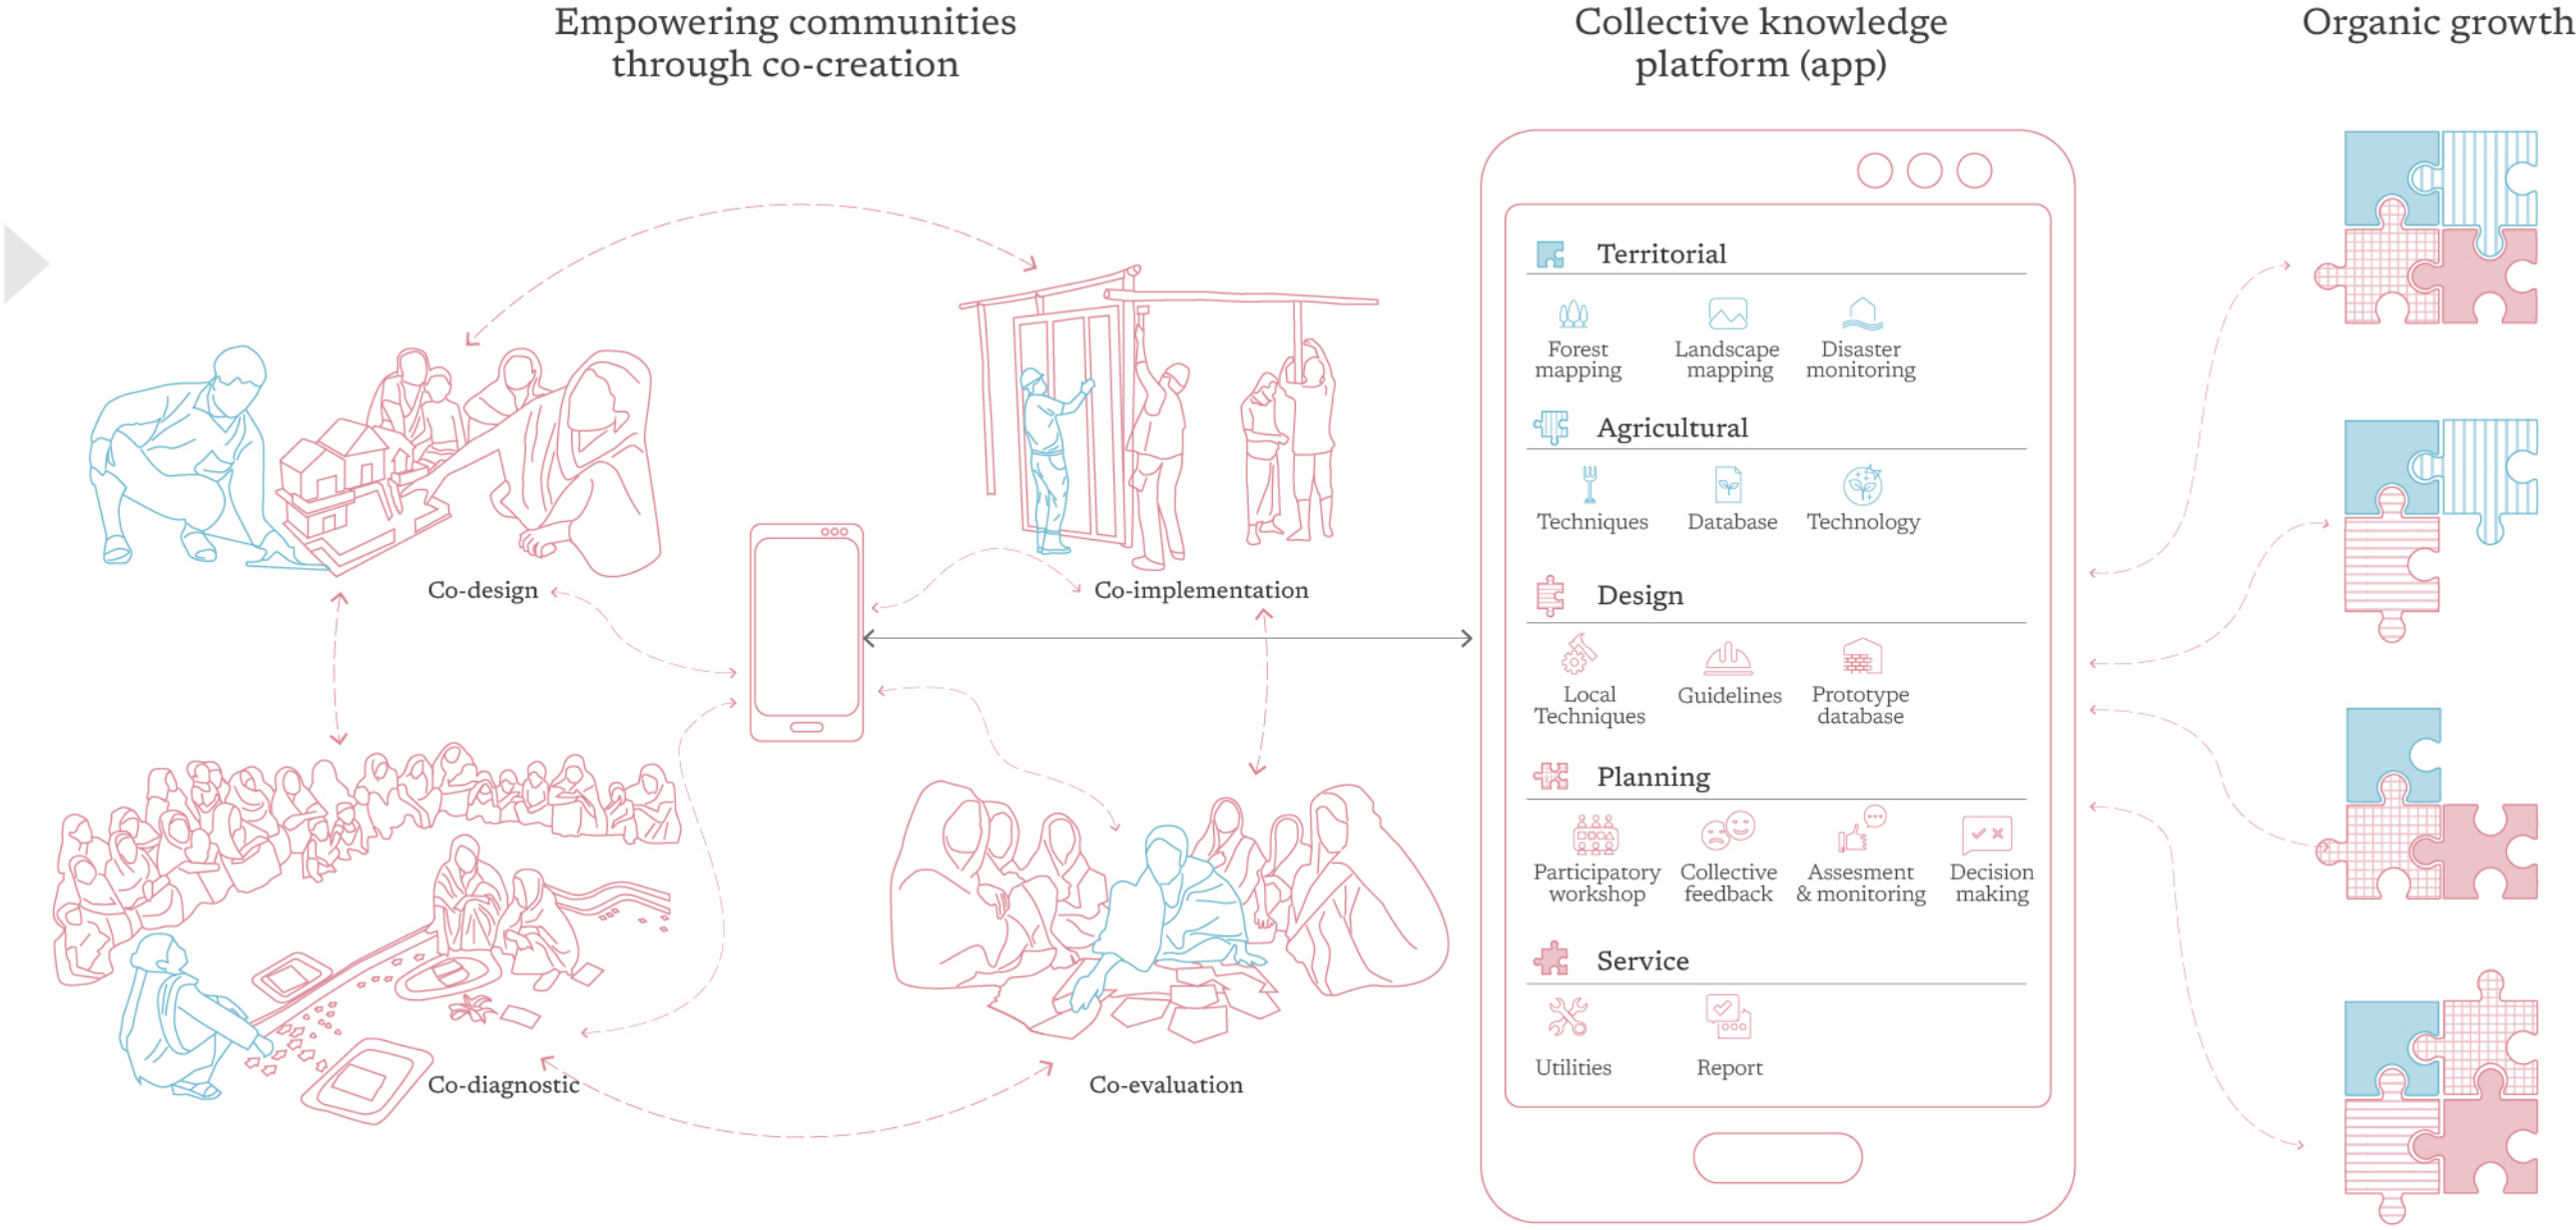 Empowering communities
through co-creation
Co-design
Co-implementation
Co-diagnostic
Co-evaluation
Collective knowledge
platform (app)
Territorial
Forest
mapping
Landscape
mapping
Disaster
monitoring
Agricultural
Techniques
Database
Technology
Design
Local
Techniques
Guidelines
Prototype
database
Planning
Participatory
workshop
Collective
feedback
Assesment
& monitoring
Decision
making
Service
Utilities
Report
Organic growth